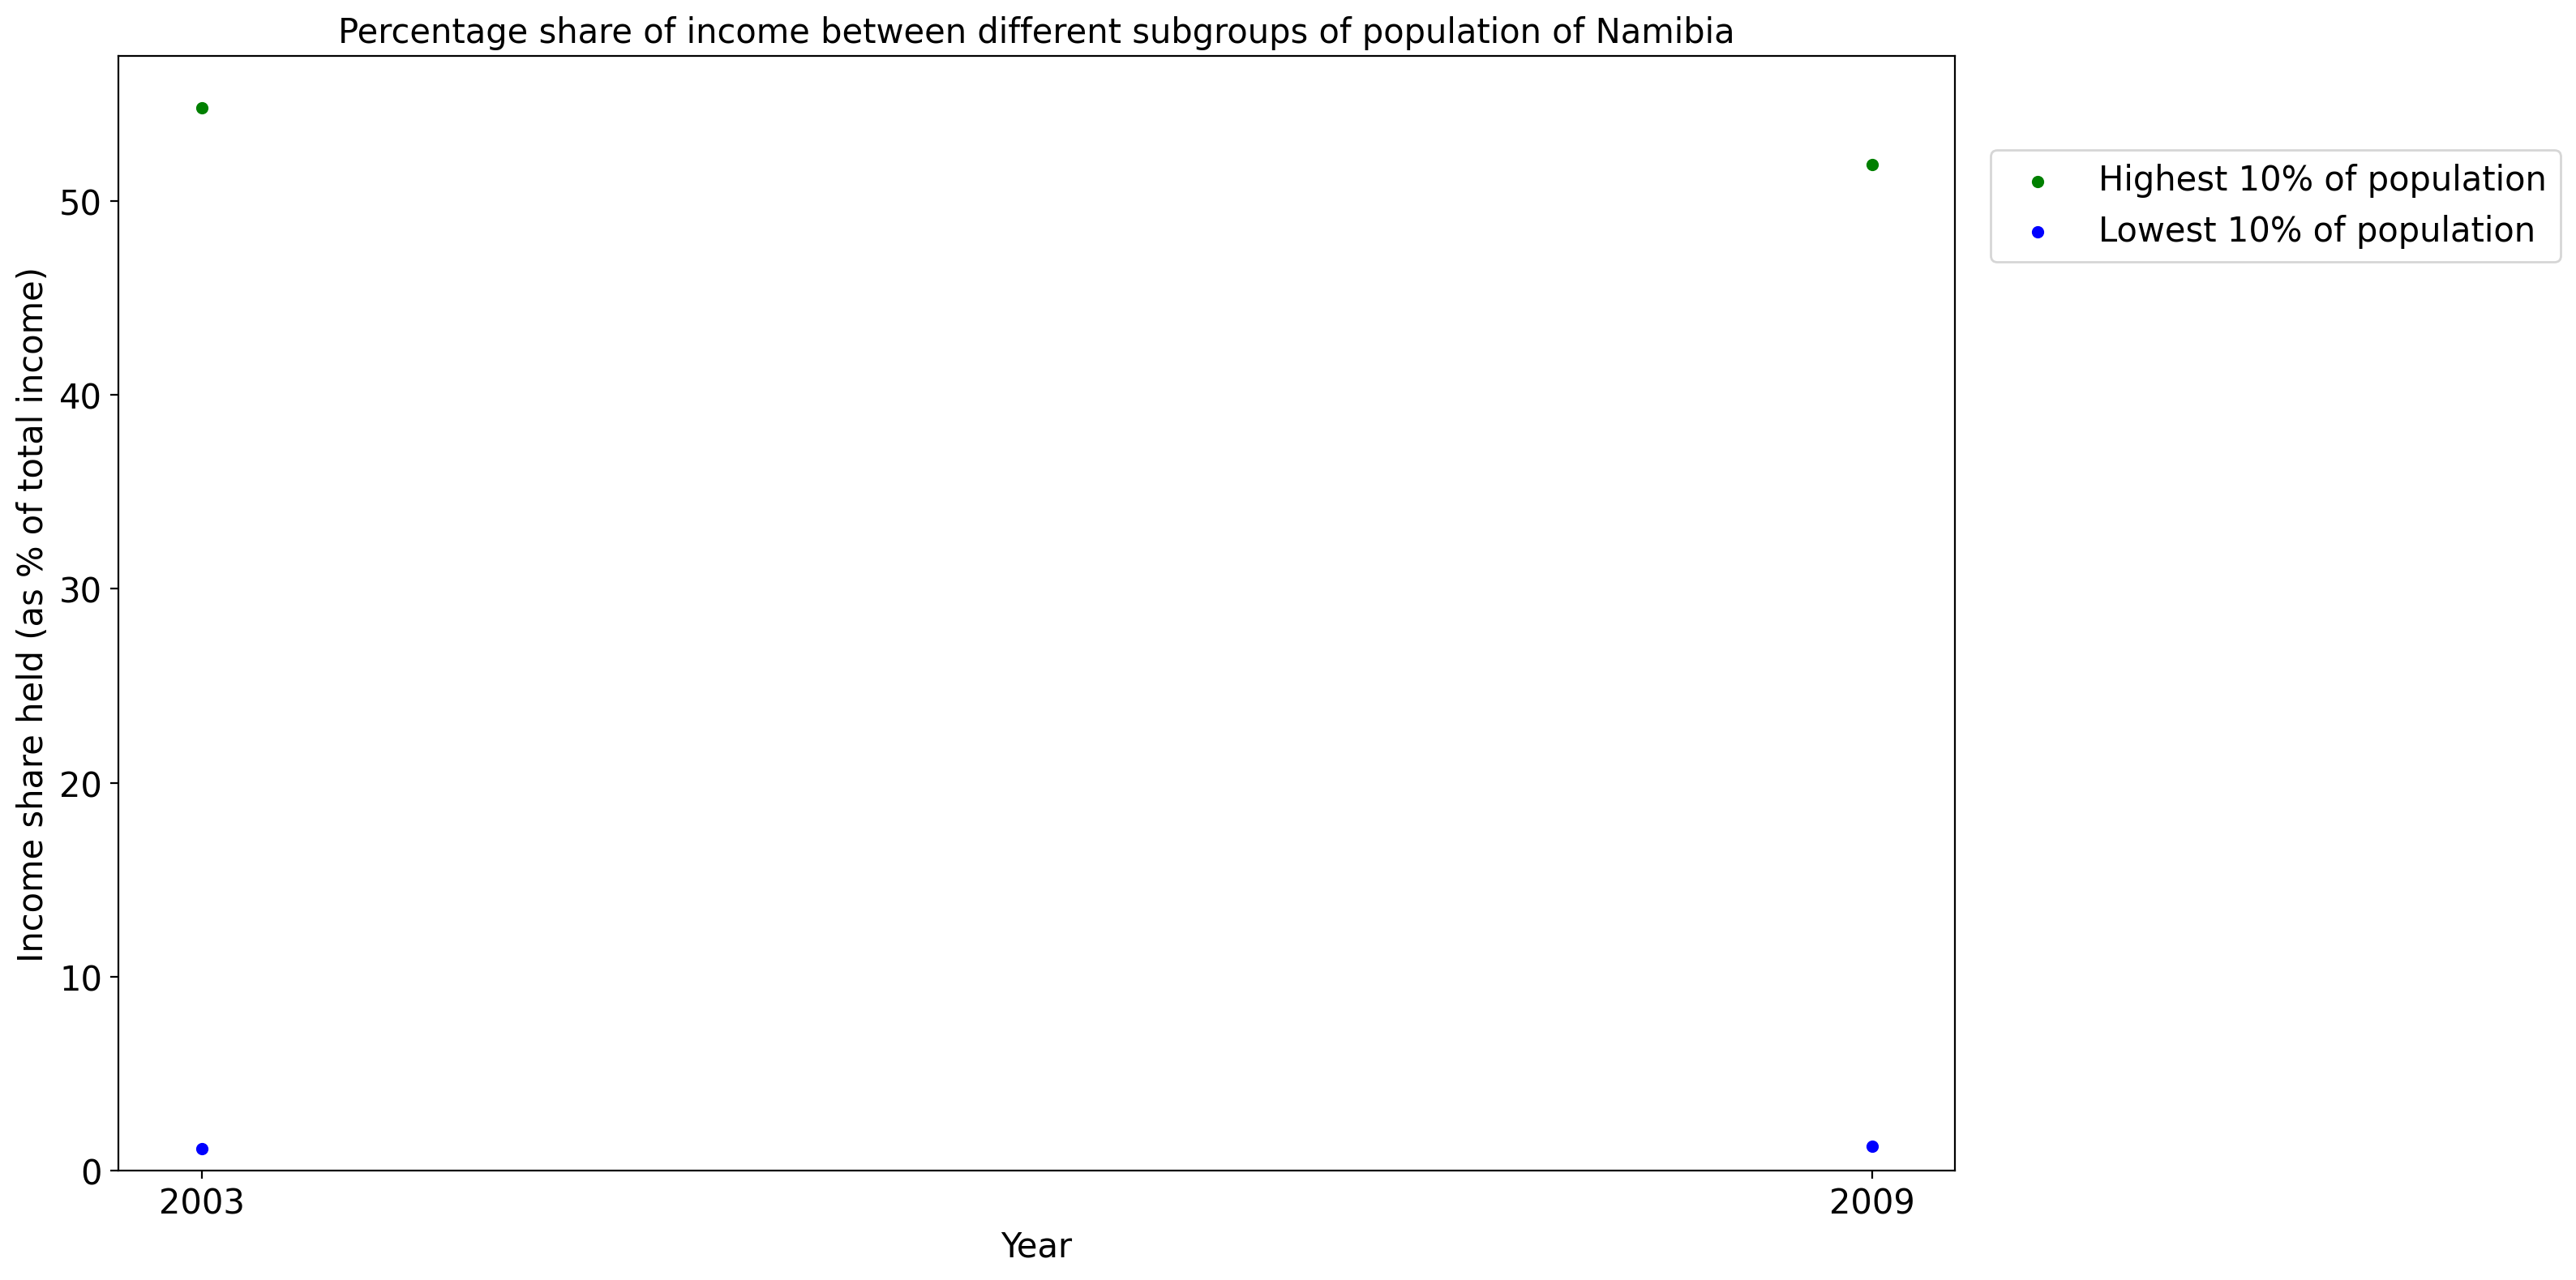 Percentage share of income between different subgroups of population of Namibia
Income share held (as % of total income)
50
40
30
20
10
0
2003
2009
Year
Highest 10% of population
Lowest 10% of population